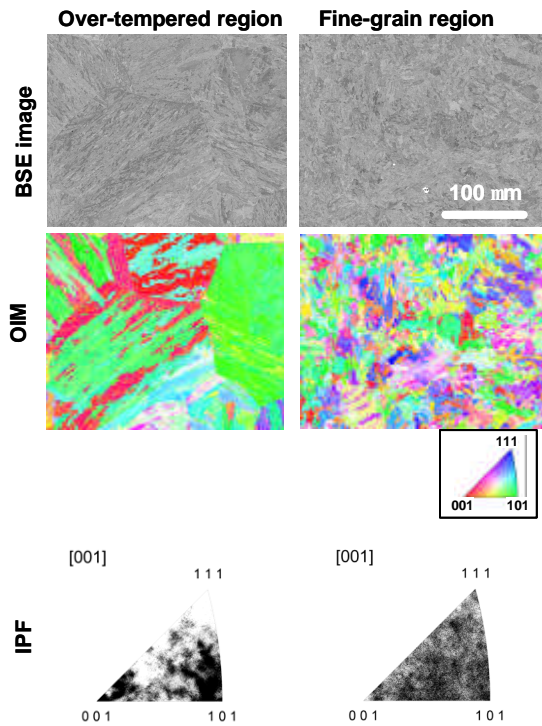 Over-tempered region
Fine-grain region
BSE image
100 mm
OIM
111
001
101
IPF
[001]
1 1 1
0 0 1
1 0 1
[001]
1 1 1
0 0 1
1 0 1